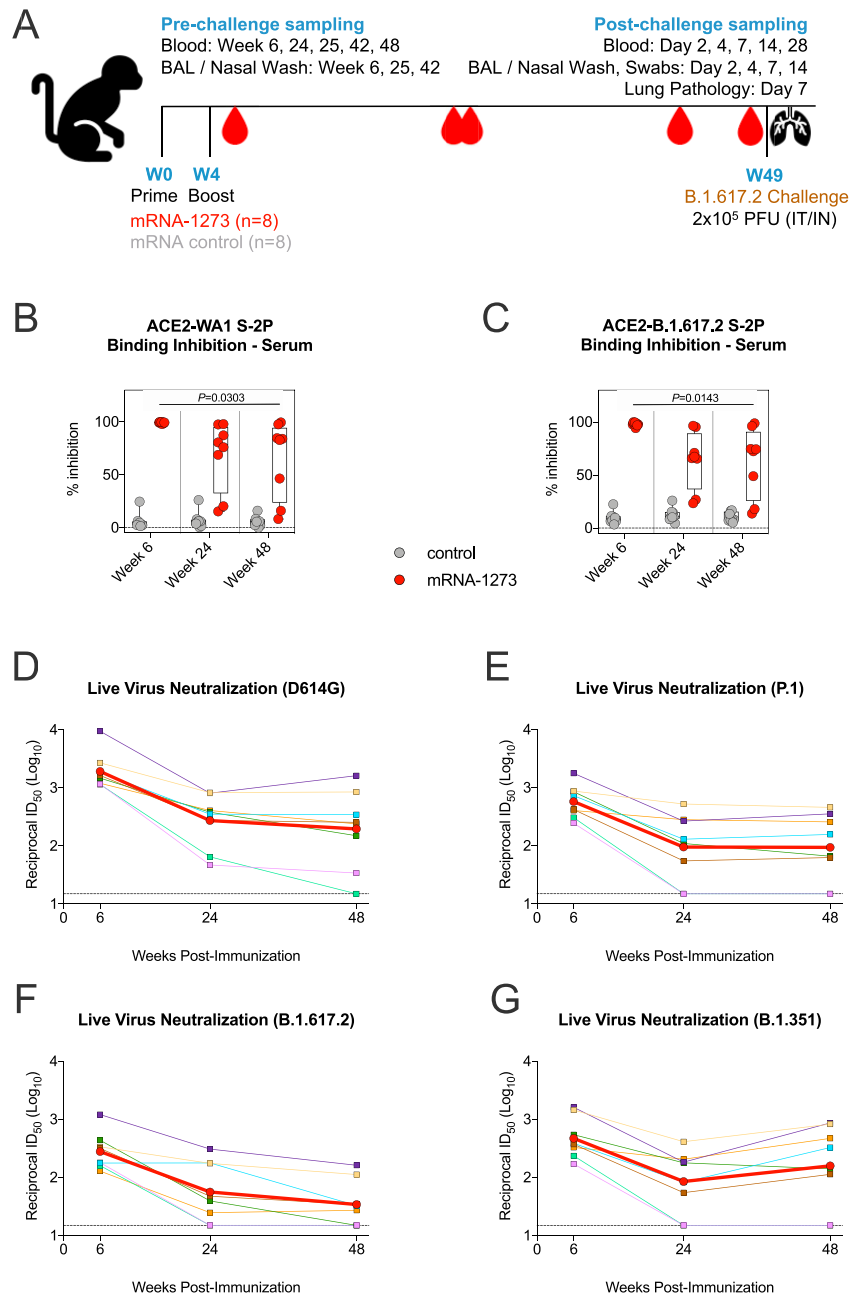 A
Pre-challenge sampling
Blood: Week 6, 24, 25, 42, 48
BAL / Nasal Wash: Week 6, 25, 42
Post-challenge sampling
Blood: Day 2, 4, 7, 14, 28
BAL / Nasal Wash, Swabs: Day 2, 4, 7, 14
Lung Pathology: Day 7
W0
Prime
W4
Boost
mRNA-1273 (n=8)
mRNA control (n=8)
W49
B.1.617.2 Challenge
2x10⁵ PFU (IT/IN)
B
ACE2-WA1 S-2P
Binding Inhibition - Serum
P=0.0303
% inhibition
100
50
0
Week 6
Week 24
Week 48
C
ACE2-B.1.617.2 S-2P
Binding Inhibition - Serum
P=0.0143
% inhibition
100
50
0
Week 6
Week 24
Week 48
control
mRNA-1273
D
Live Virus Neutralization (D614G)
Reciprocal ID₅₀ (Log₁₀)
4
3
2
1
0 6 24 48
Weeks Post-Immunization
E
Live Virus Neutralization (P.1)
Reciprocal ID₅₀ (Log₁₀)
4
3
2
1
0 6 24 48
Weeks Post-Immunization
F
Live Virus Neutralization (B.1.617.2)
Reciprocal ID₅₀ (Log₁₀)
4
3
2
1
0 6 24 48
Weeks Post-Immunization
G
Live Virus Neutralization (B.1.351)
Reciprocal ID₅₀ (Log₁₀)
4
3
2
1
0 6 24 48
Weeks Post-Immunization